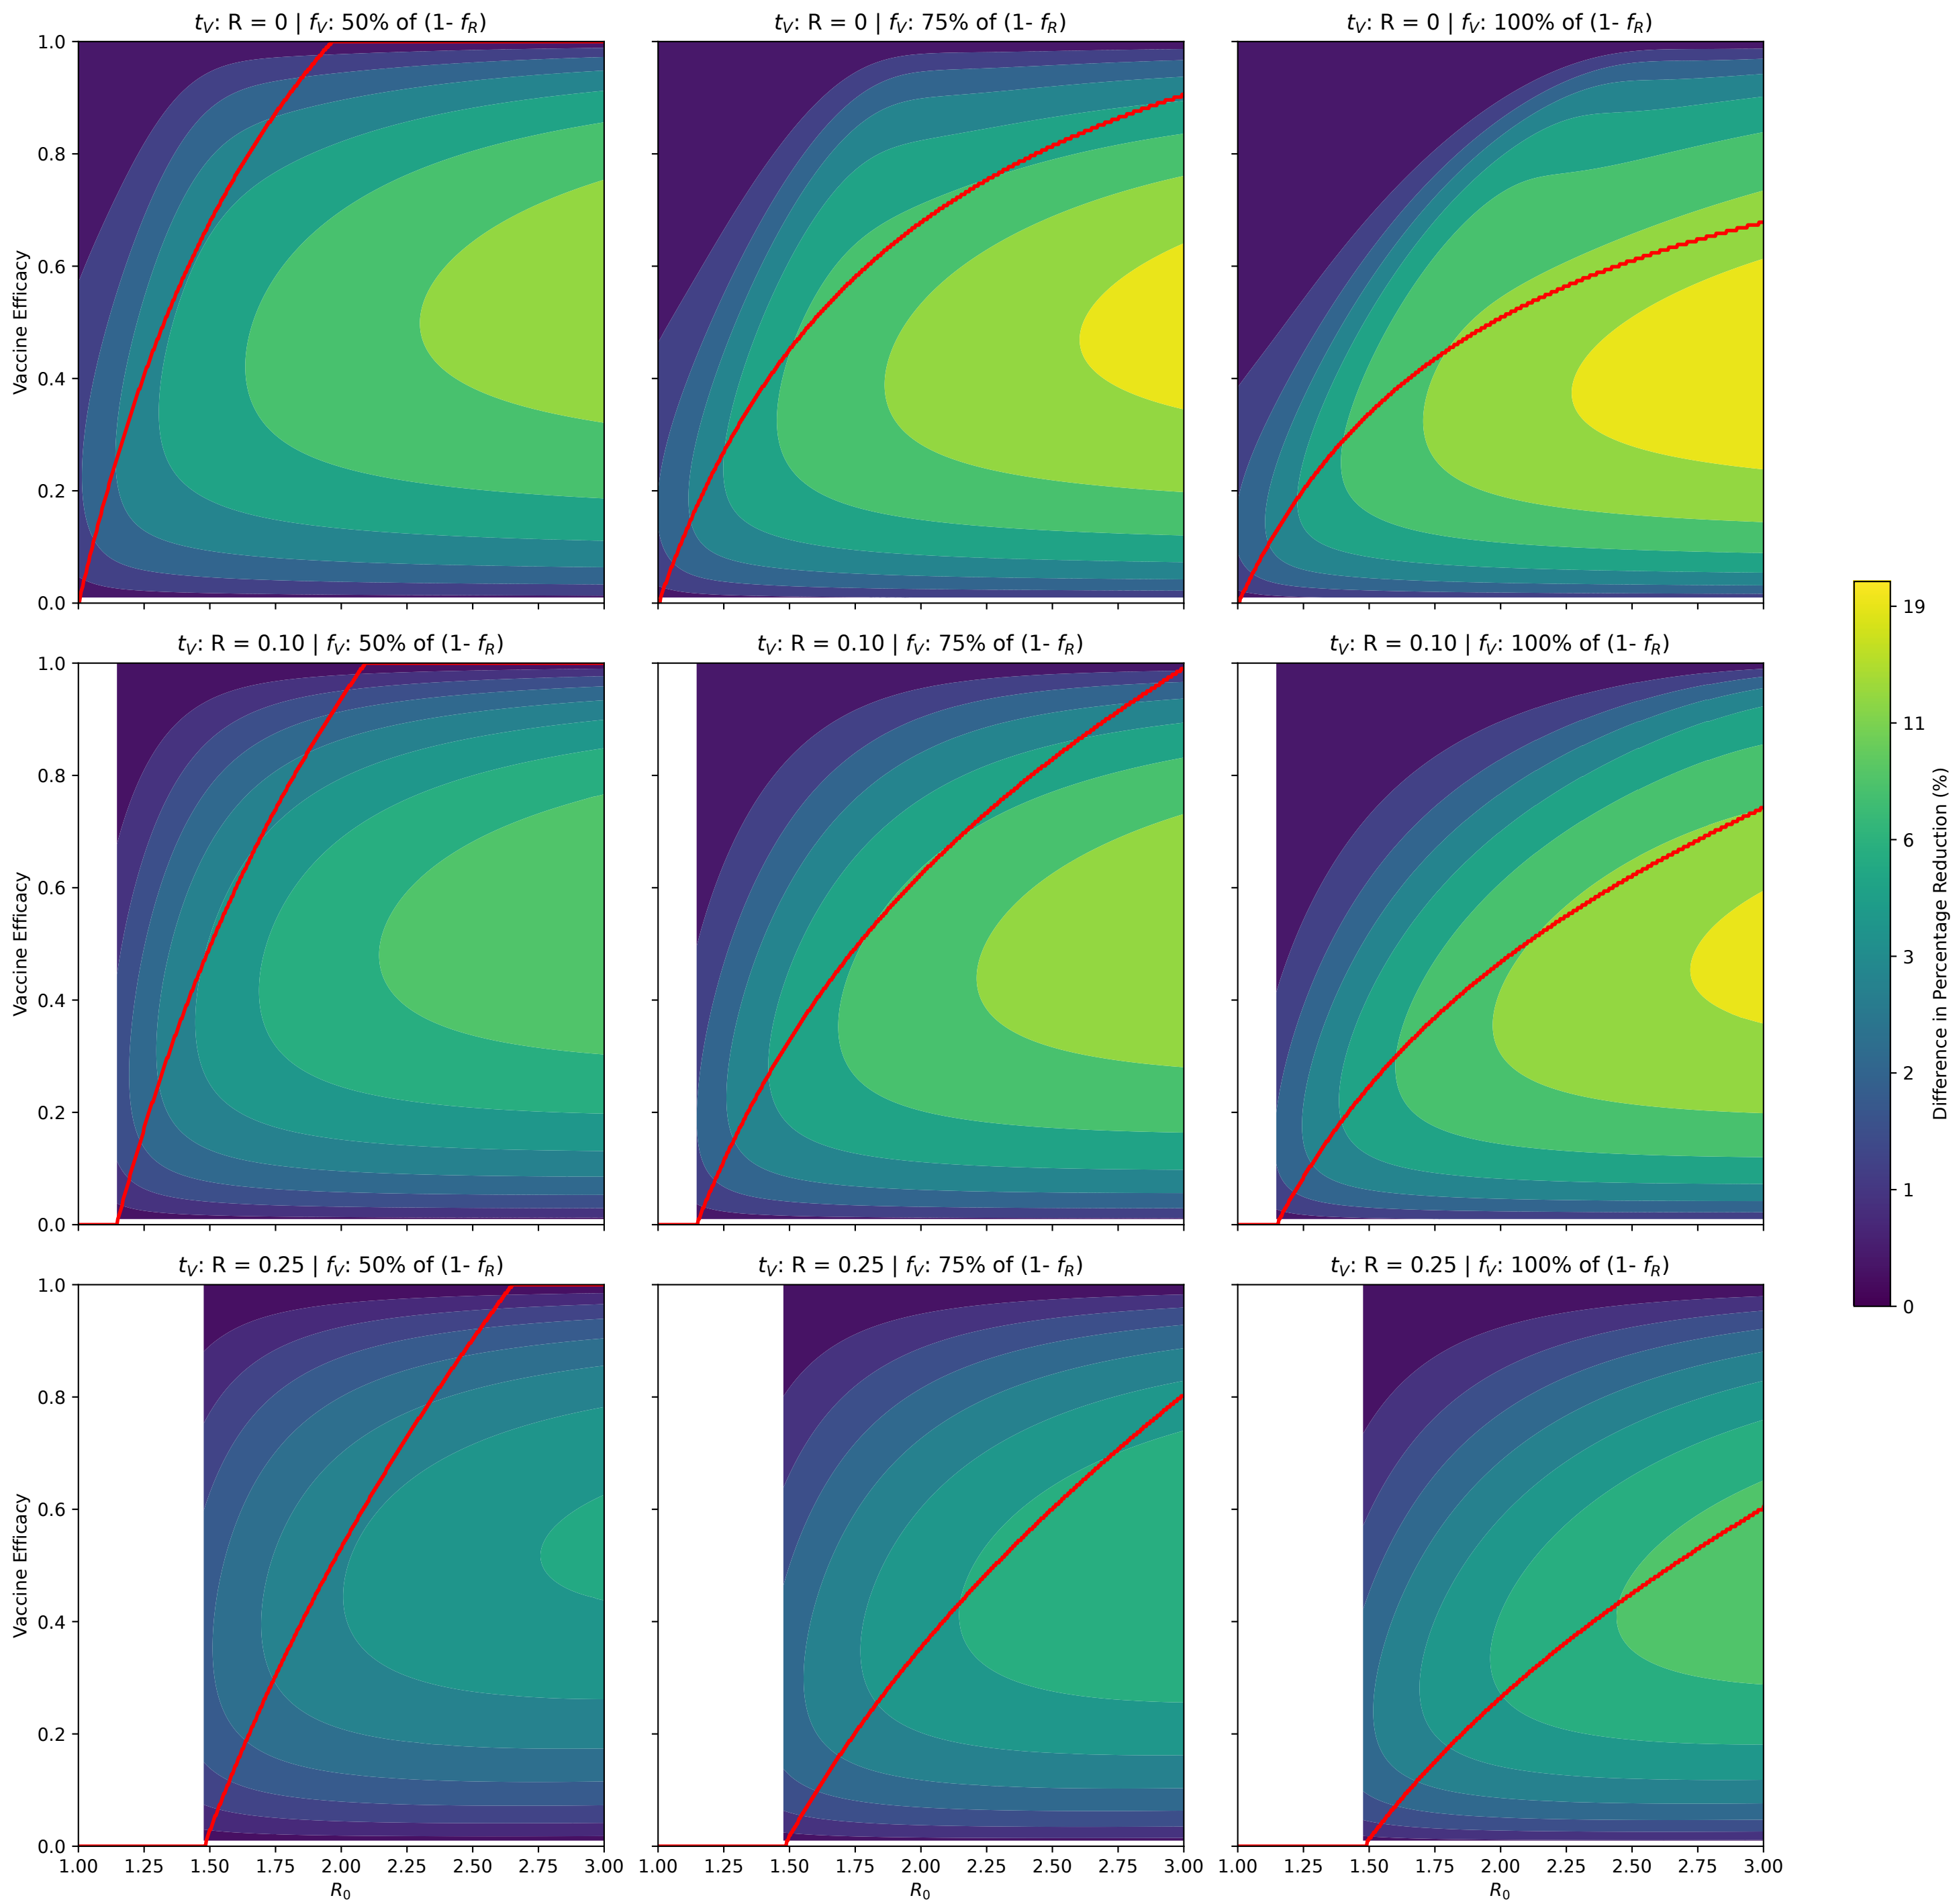 t_V: R = 0 | f_V: 50% of (1- f_R)
t_V: R = 0 | f_V: 75% of (1- f_R)
t_V: R = 0 | f_V: 100% of (1- f_R)
1.0
0.8
0.6
0.4
0.2
0.0
Vaccine Efficacy
t_V: R = 0.10 | f_V: 50% of (1- f_R)
t_V: R = 0.10 | f_V: 75% of (1- f_R)
t_V: R = 0.10 | f_V: 100% of (1- f_R)
1.0
0.8
0.6
0.4
0.2
0.0
Vaccine Efficacy
t_V: R = 0.25 | f_V: 50% of (1- f_R)
t_V: R = 0.25 | f_V: 75% of (1- f_R)
t_V: R = 0.25 | f_V: 100% of (1- f_R)
1.0
0.8
0.6
0.4
0.2
0.0
Vaccine Efficacy
1.00 1.25 1.50 1.75 2.00 2.25 2.50 2.75 3.00
R_0
1.00 1.25 1.50 1.75 2.00 2.25 2.50 2.75 3.00
R_0
1.00 1.25 1.50 1.75 2.00 2.25 2.50 2.75 3.00
R_0
19
11
6
3
2
1
0
Difference in Percentage Reduction (%)